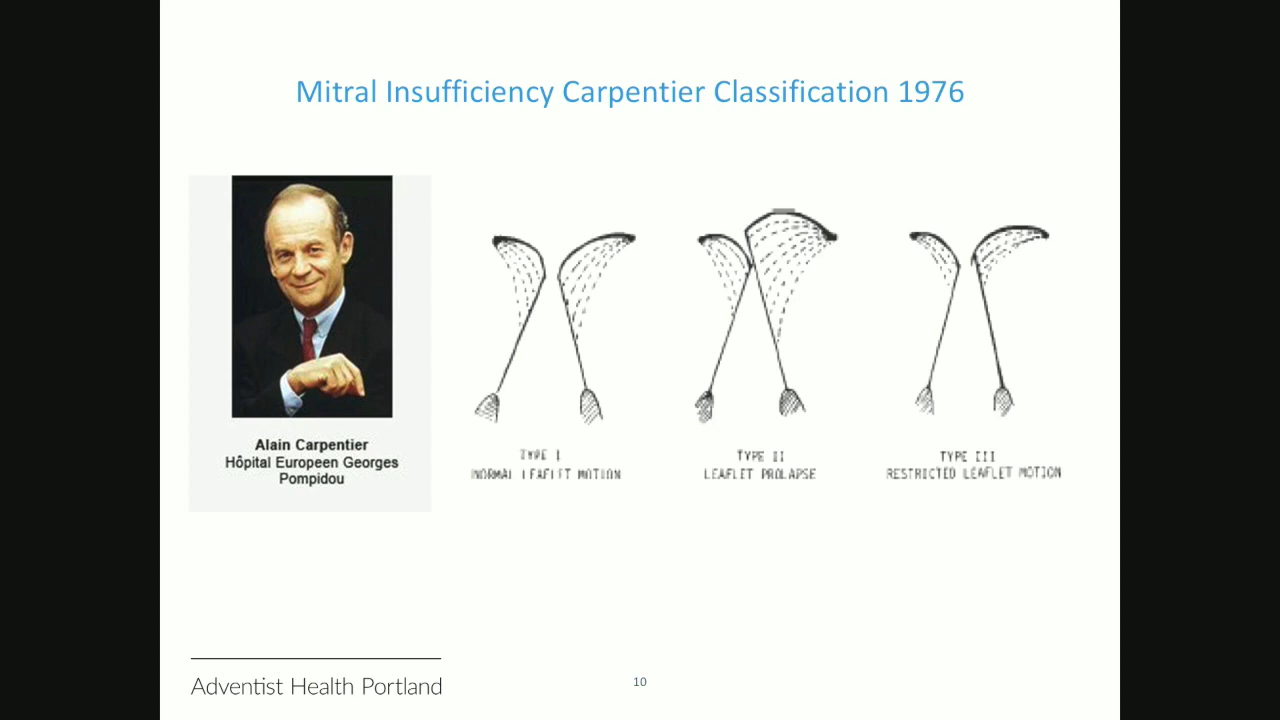 Mitral Insufficiency Carpentier Classification 1976
Alain Carpentier
Hôpital Europeen Georges
Pompidou
TYPE I
NORMAL LEAFLET MOTION
TYPE II
LEAFLET PROLAPSE
TYPE III
RESTRICTED LEAFLET MOTION
Adventist Health Portland
10